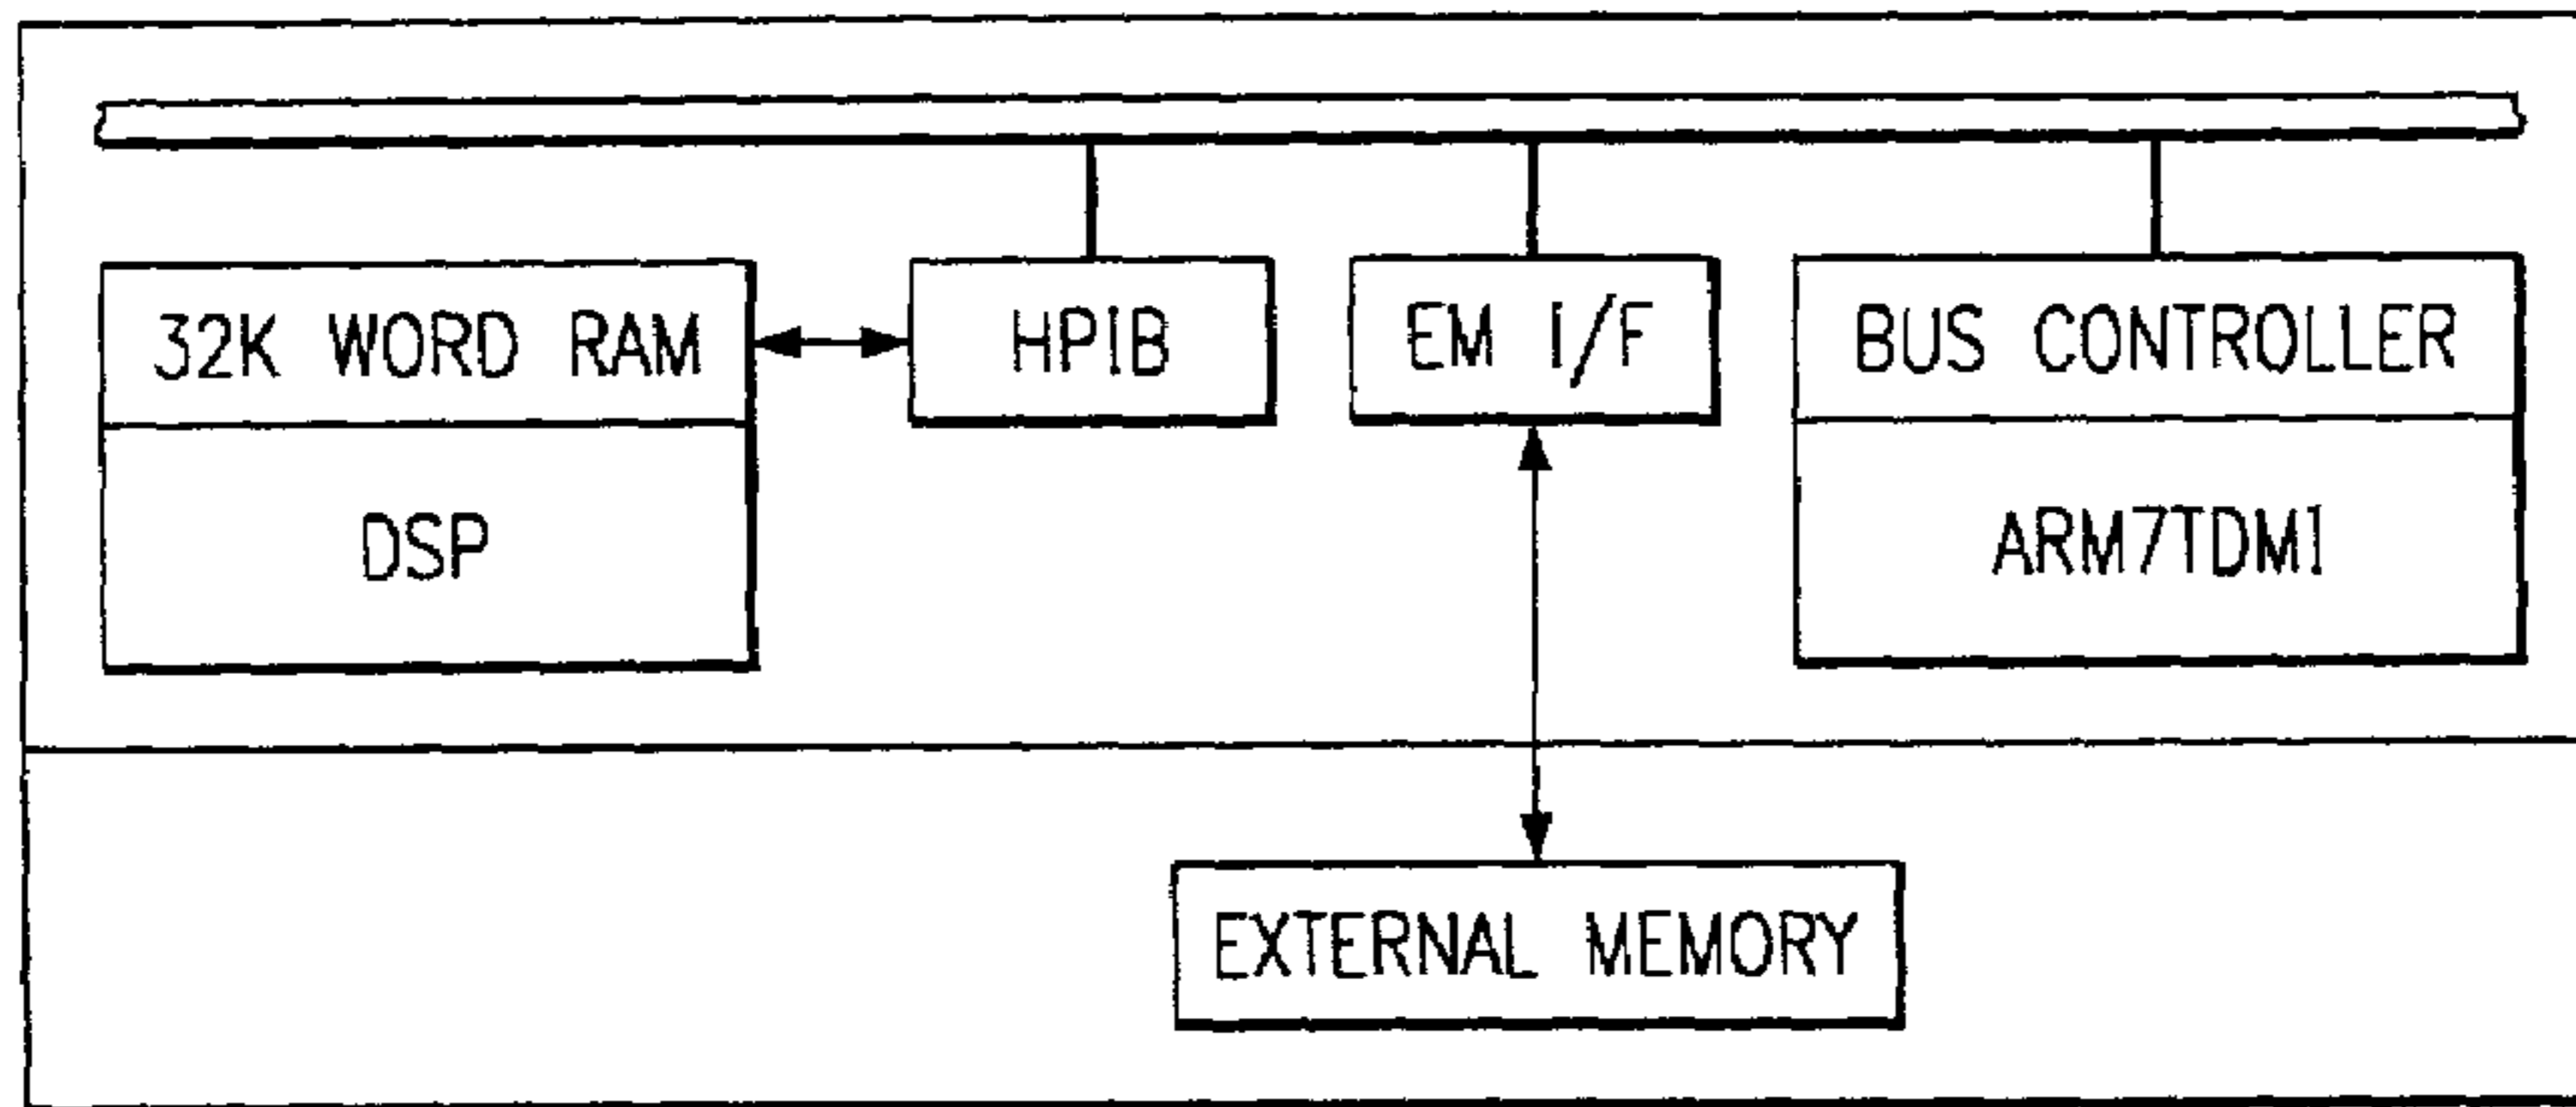 32K WORD RAM
HPIB
EM I/F
BUS CONTROLLER
DSP
ARM7TDMI
EXTERNAL MEMORY